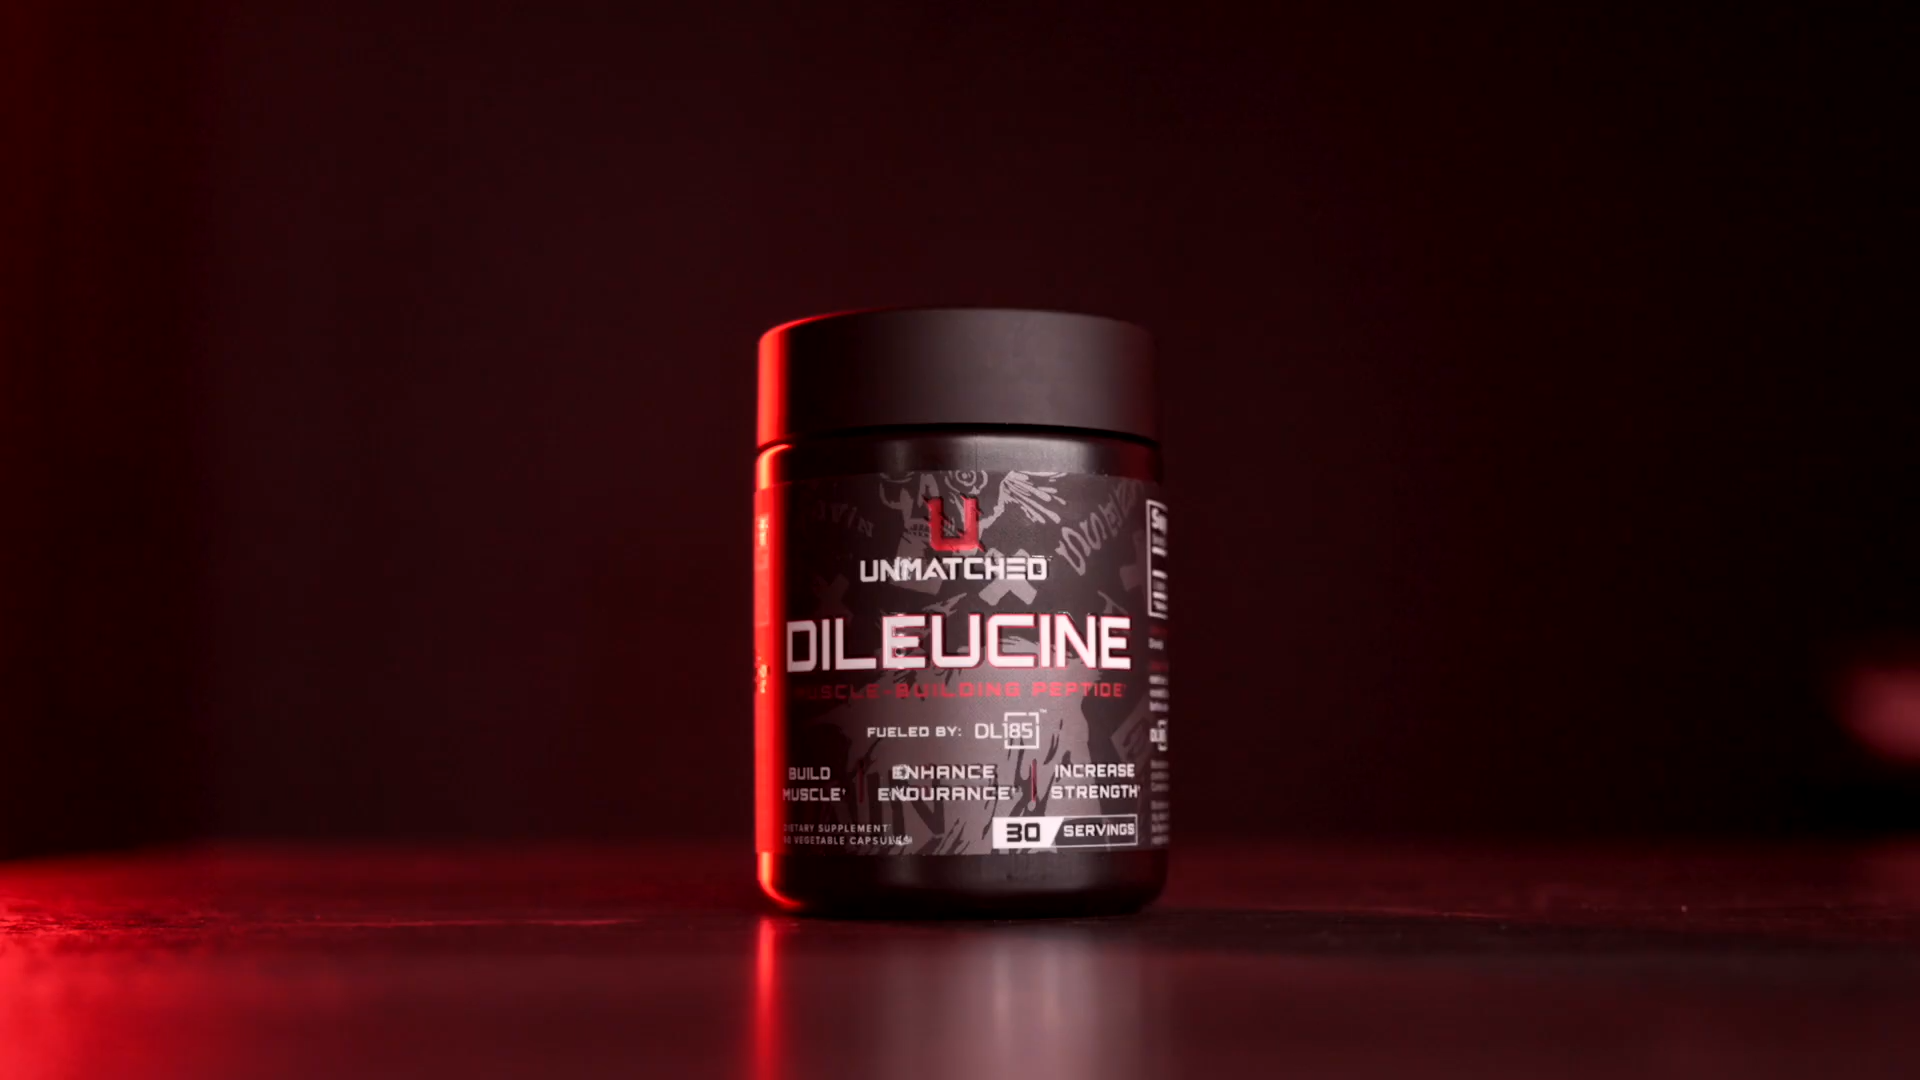 U
UNMATCHED
DILEUCINE
MUSCLE-BUILDING PEPTIDE
FUELED BY: DL185™
BUILD MUSCLE†
ENHANCE ENDURANCE†
INCREASE STRENGTH†
DIETARY SUPPLEMENT
VEGETABLE CAPSULES
30 SERVINGS